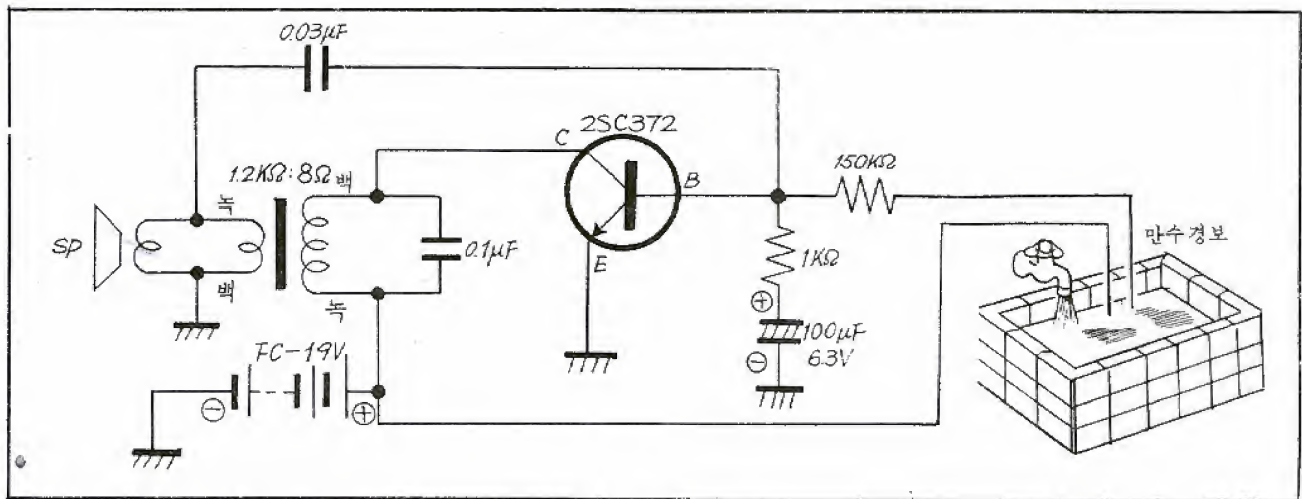 0.03μF
2SC372
C
B
E
1.2KΩ:8Ω
백
녹
SP
백
녹
0.1μF
150KΩ
1KΩ
⊕
100μF
6.3V
⊖
만수경보
FC-19V
⊖
⊕